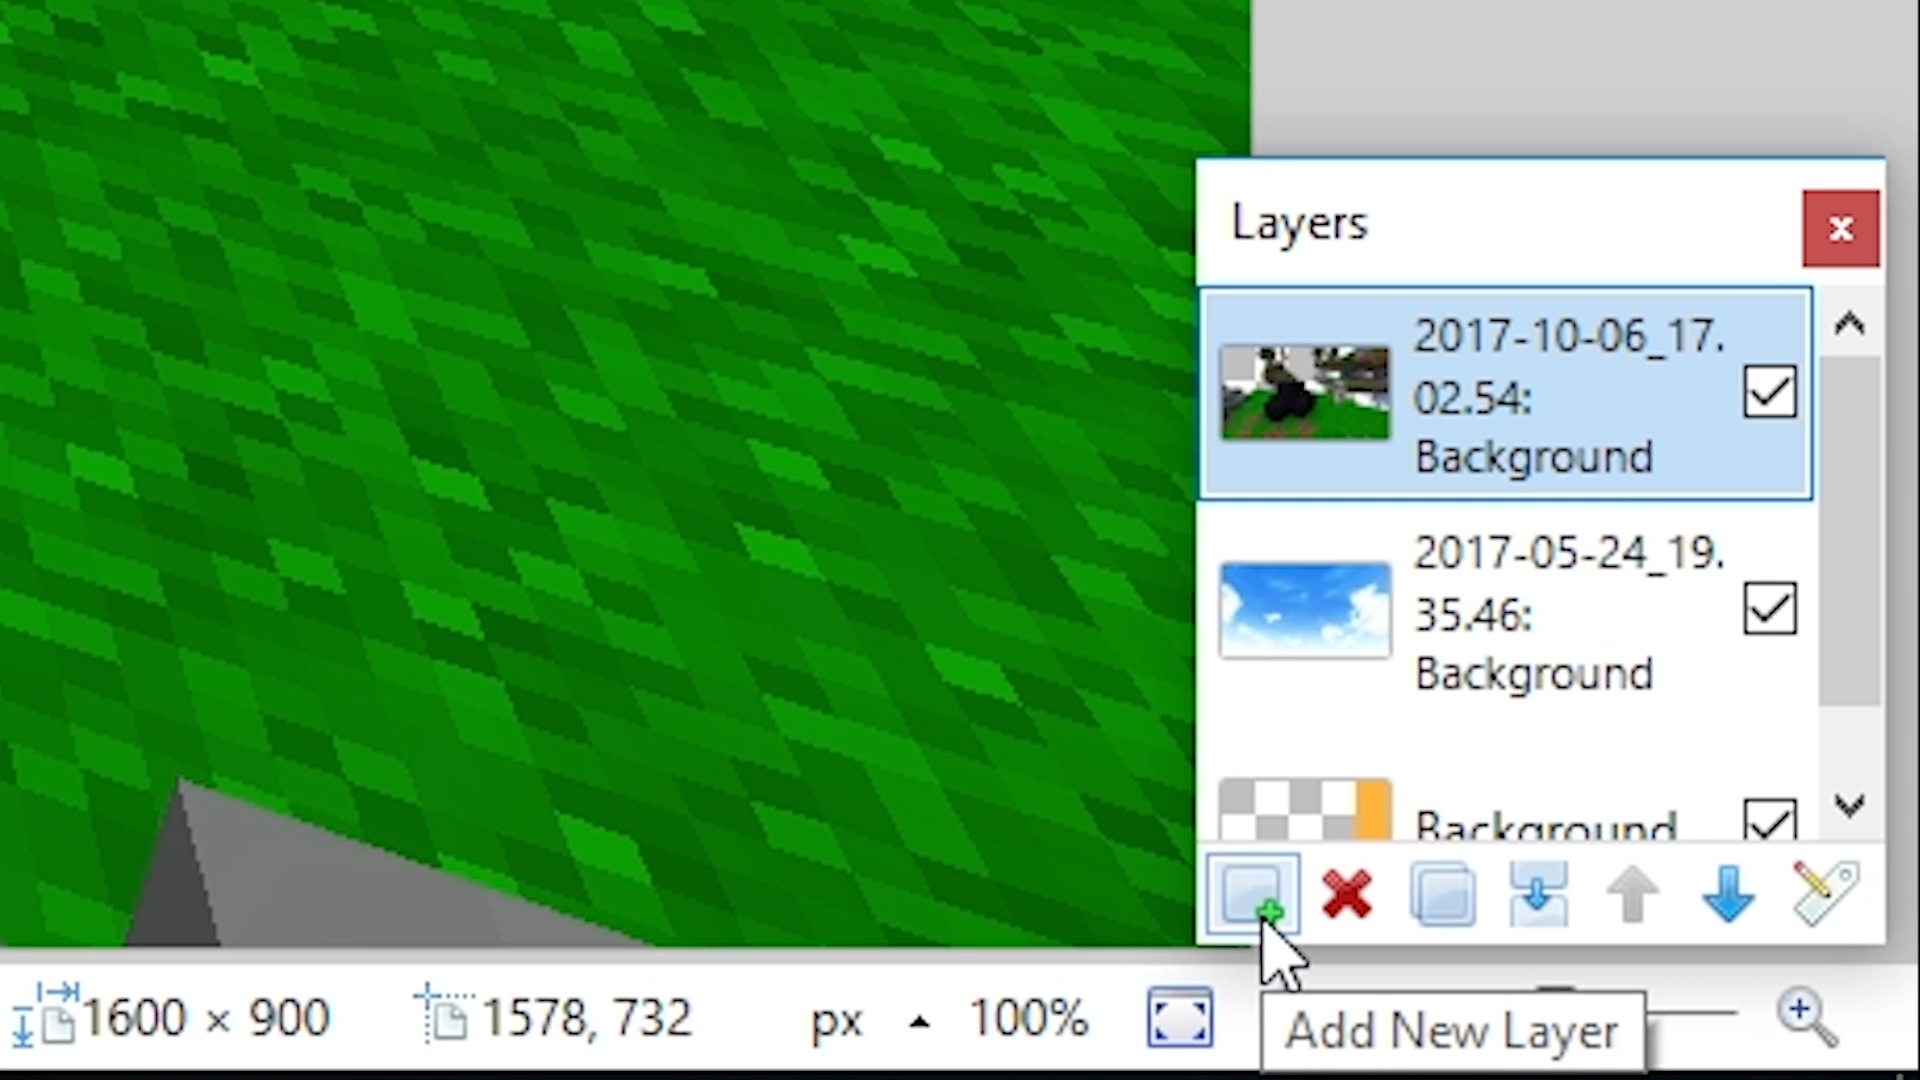 Layers
2017-10-06_17.
02.54:
Background
2017-05-24_19.
35.46:
Background
Background
1600 × 900
1578, 732
px
100%
Add New Layer